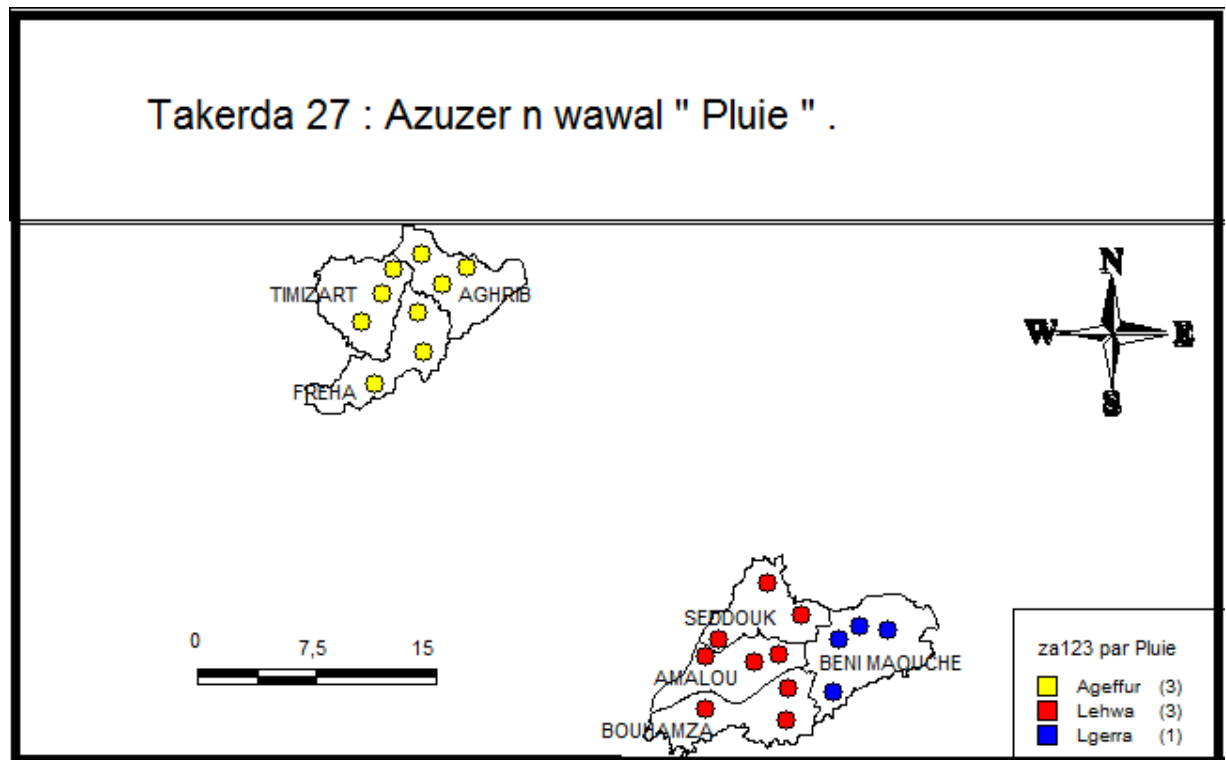 Takerda 27 : Azuzer n wawal " Pluie " .
N
W
E
S
TIMIZART
AGHRIB
FREHA
0
7,5
15
SEDDOUK
BENI MAOUCHE
AMALOU
BOUHAMZA
za123 par Pluie
Ageffur (3)
Lehwa (3)
Lgerra (1)